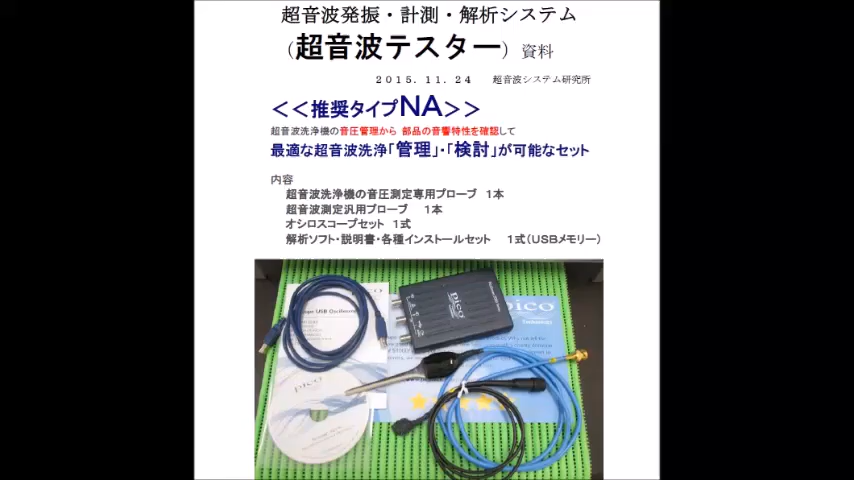 超音波発振・計測・解析システム
(超音波テスター) 資料
2015．11．24 超音波システム研究所
<<推奨タイプNA>>
超音波洗浄機の音圧管理から 部品の音響特性を確認して
最適な超音波洗浄「管理」・「検討」が可能なセット
内容
超音波洗浄機の音圧測定専用プローブ 1本
超音波測定汎用プローブ 1本
オシロスコープセット 1式
解析ソフト・説明書・各種インストールセット 1式(USBメモリー)
pico
pico
pico